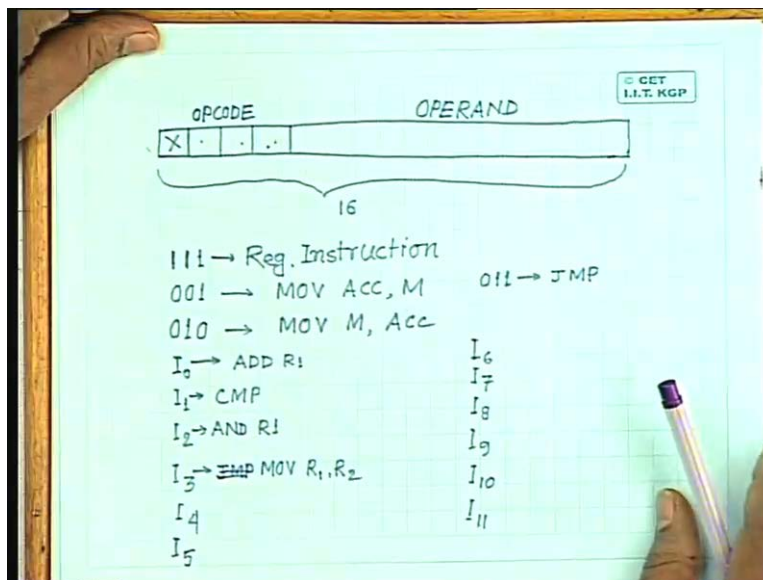 © CET
I.I.T. KGP
OPCODE OPERAND
X
16
111 → Reg. Instruction
001 → MOV ACC, M
011 → JMP
010 → MOV M, ACC
I0 → ADD R1
I1 → CMP
I2 → AND R1
I3 → JMP MOV R1, R2
I4
I5
I6
I7
I8
I9
I10
I11